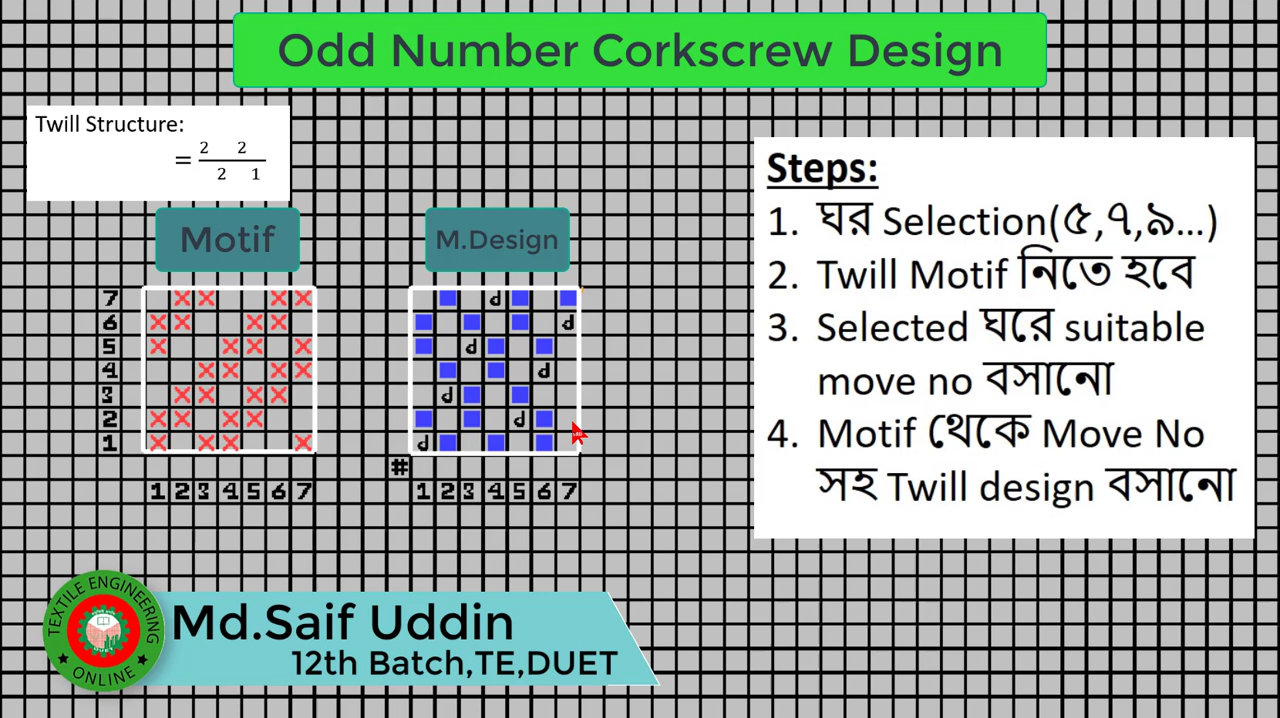 Odd Number Corkscrew Design
Twill Structure:
= 2 2
2 1
Motif
M.Design
7
6
5
4
3
2
1
#
1 2 3 4 5 6 7
1 2 3 4 5 6 7
Steps:
1. ঘর Selection(৫,৭,৯...)
2. Twill Motif নিতে হবে
3. Selected ঘরে suitable
move no বসানো
4. Motif থেকে Move No
সহ Twill design বসানো
TEXTILE ENGINEERING
ONLINE
Md.Saif Uddin
12th Batch,TE,DUET